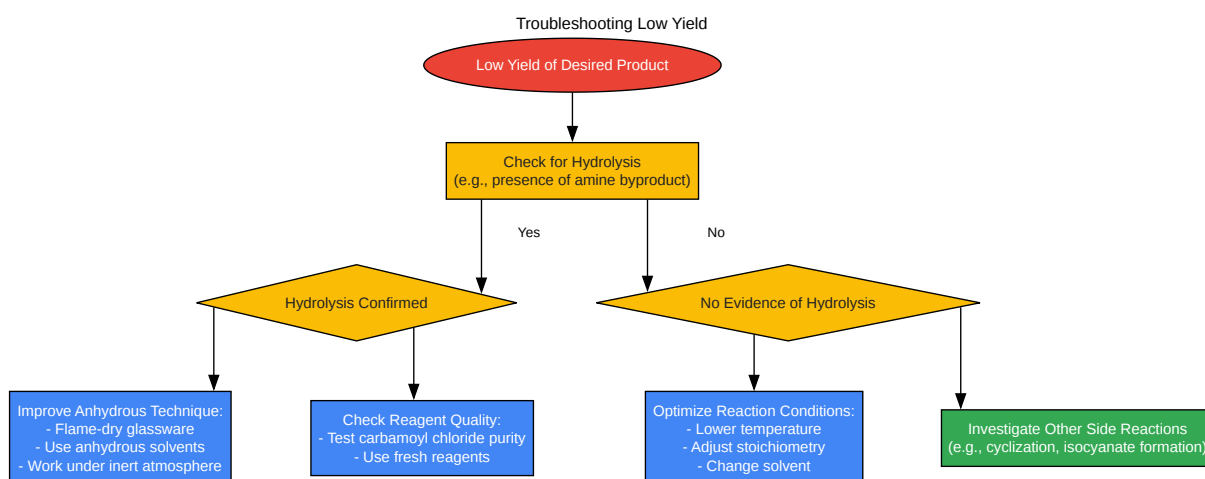 Troubleshooting Low Yield
Low Yield of Desired Product
Check for Hydrolysis
(e.g., presence of amine byproduct)
Yes
No
Hydrolysis Confirmed
No Evidence of Hydrolysis
Improve Anhydrous Technique:
- Flame-dry glassware
- Use anhydrous solvents
- Work under inert atmosphere
Check Reagent Quality:
- Test carbamoyl chloride purity
- Use fresh reagents
Optimize Reaction Conditions:
- Lower temperature
- Adjust stoichiometry
- Change solvent
Investigate Other Side Reactions
(e.g., cyclization, isocyanate formation)